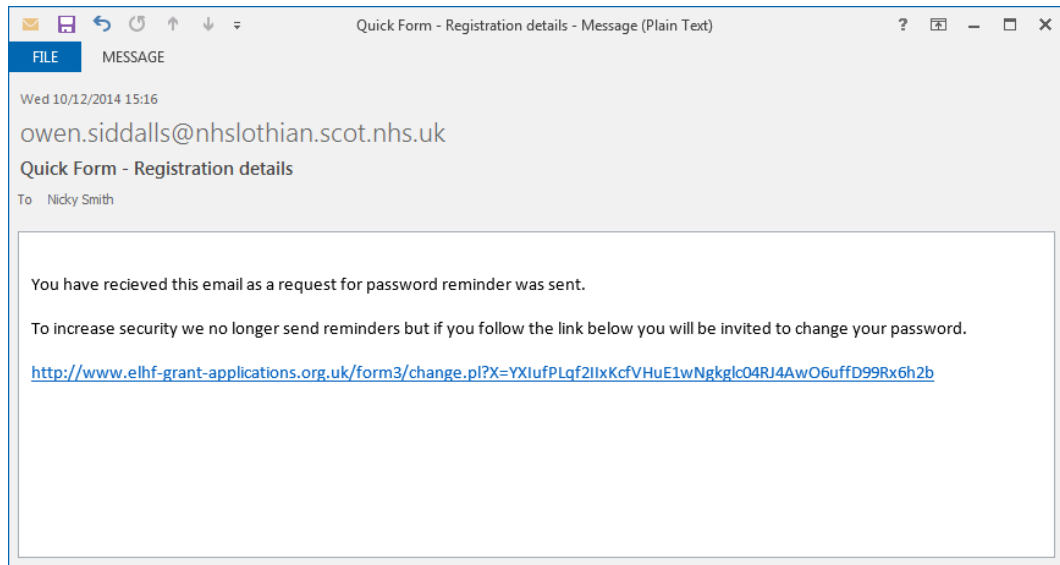 Quick Form - Registration details - Message (Plain Text)
FILE MESSAGE
Wed 10/12/2014 15:16
owen.siddalls@nhslothian.scot.nhs.uk
Quick Form - Registration details
To Nicky Smith
You have recieved this email as a request for password reminder was sent.
To increase security we no longer send reminders but if you follow the link below you will be invited to change your password.
http://www.elhf-grant-applications.org.uk/form3/change.pl?X=YXIufPLqf2IIxKcfVHuE1wNgkglc04RJ4AwO6uffD99Rx6h2b